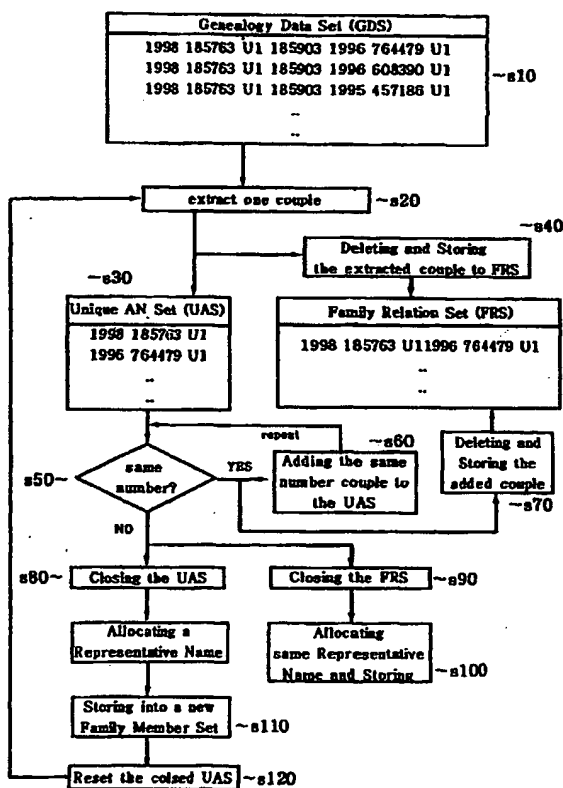 Genealogy Data Set (GDS)
1998 185763 U1 185903 1996 764479 U1
1998 185763 U1 185903 1996 608390 U1
1998 185763 U1 185903 1995 457186 U1
..
..
~s10
extract one couple
~s20
~s40
Deleting and Storing
the extracted couple to FRS
~s30
Unique AN Set (UAS)
1998 185763 U1
1996 764479 U1
..
..
Family Relation Set (FRS)
1998 185763 U11996 764479 U1
..
..
repeat
~s60
s50~
same
number?
YES
Adding the same
number couple to
the UAS
Deleting and
Storing the
added couple
~s70
NO
s80~
Closing the UAS
Closing the FRS
~s90
Allocating a
Representative Name
Allocating
same Representative
Name and Storing
~s100
Storing into a new
Family Member Set
~s110
Reset the colsed UAS
~s120